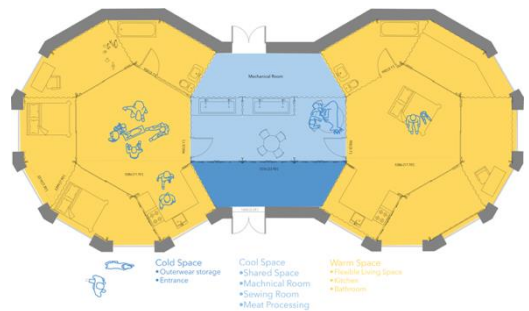 Machnical Room
Cold Space
•Outerwear storage
•Entrance
Cool Space
•Shared Space
•Machnical Room
•Sewing Room
•Meat Processing
Warm Space
•Flexible Living Space
•Kitchen
•Bathroom